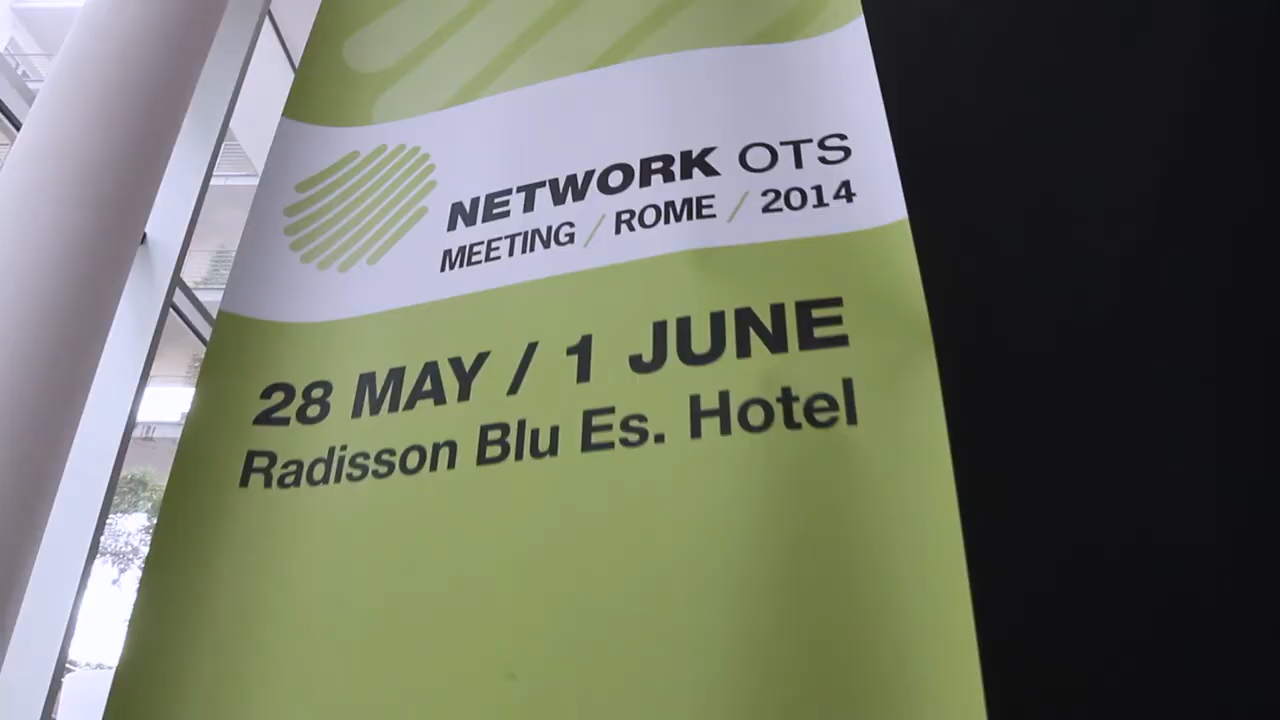 NETWORK OTS
MEETING / ROME / 2014
28 MAY / 1 JUNE
Radisson Blu Es. Hotel